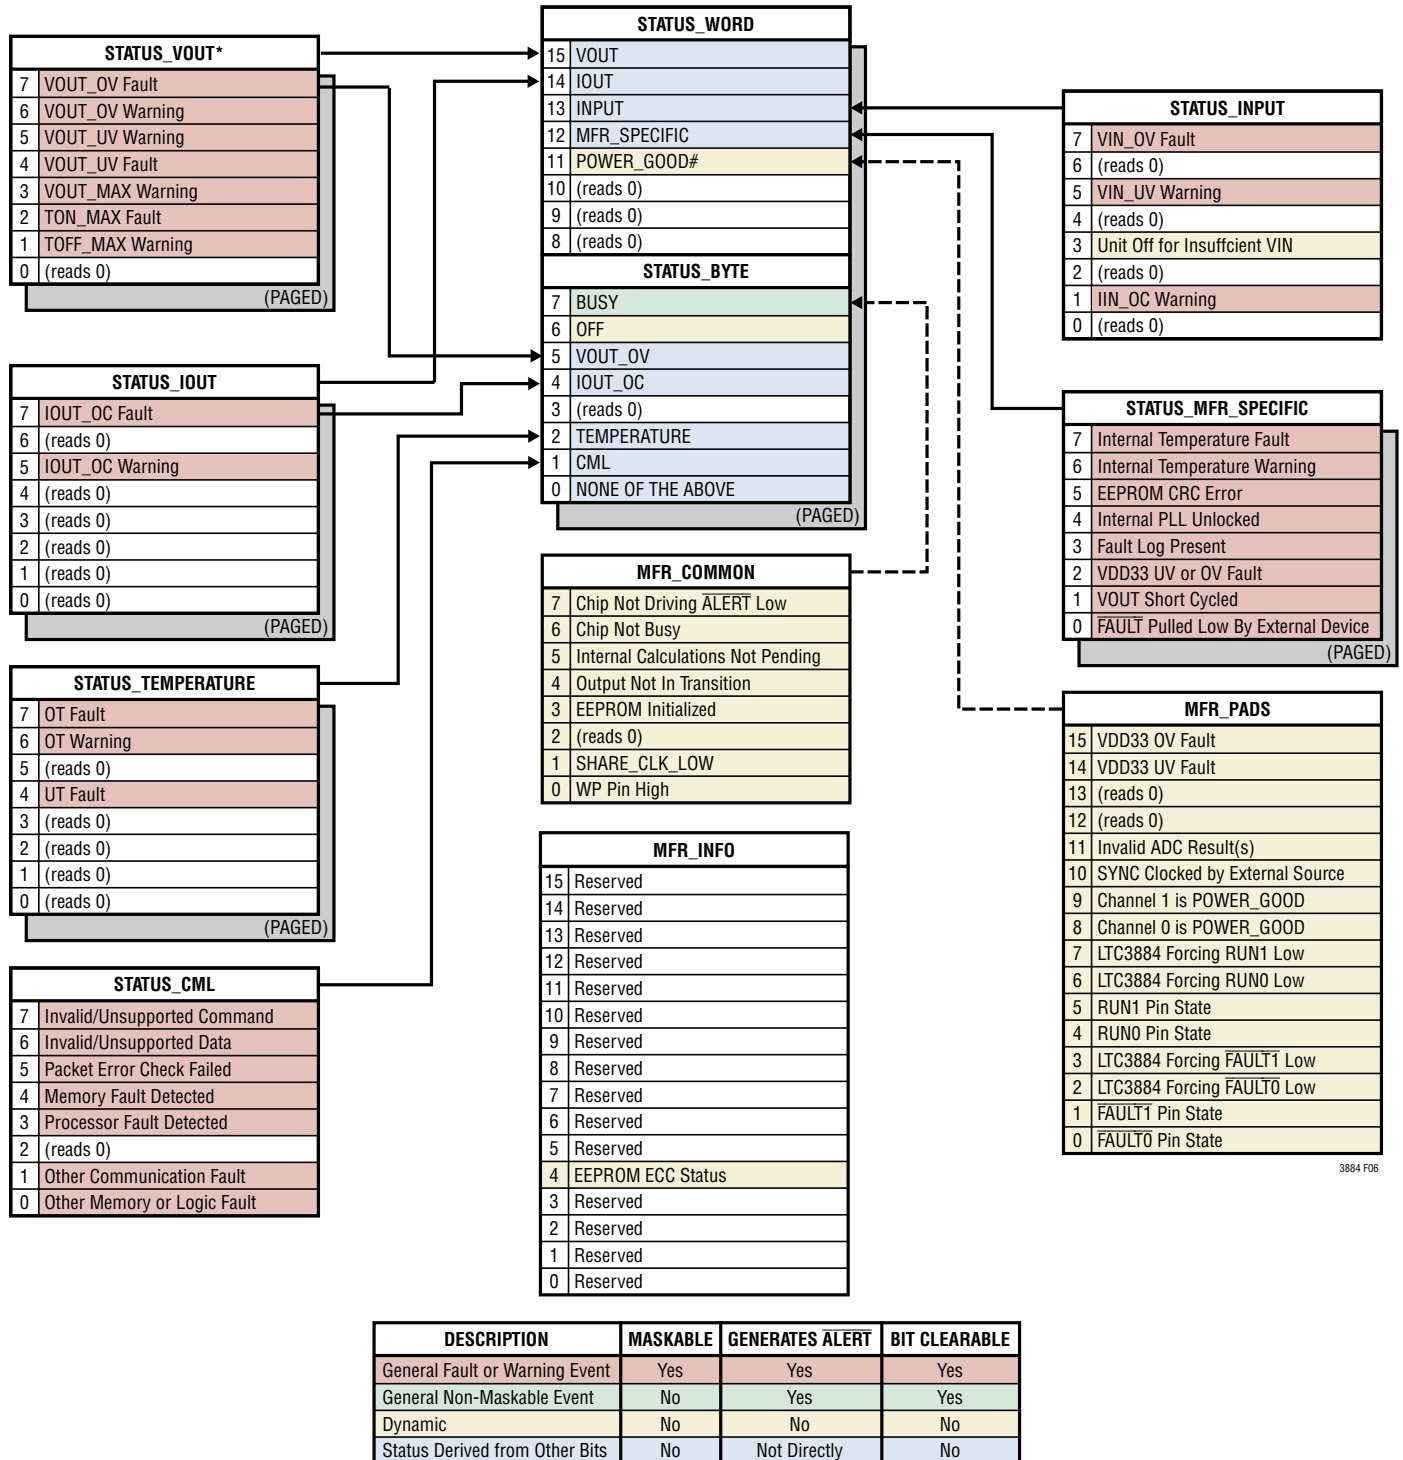 STATUS_VOUT*
7 VOUT_OV Fault
6 VOUT_OV Warning
5 VOUT_UV Warning
4 VOUT_UV Fault
3 VOUT_MAX Warning
2 TON_MAX Fault
1 TOFF_MAX Warning
0 (reads 0)
(PAGED)
STATUS_IOUT
7 IOUT_OC Fault
6 (reads 0)
5 IOUT_OC Warning
4 (reads 0)
3 (reads 0)
2 (reads 0)
1 (reads 0)
0 (reads 0)
(PAGED)
STATUS_TEMPERATURE
7 OT Fault
6 OT Warning
5 (reads 0)
4 UT Fault
3 (reads 0)
2 (reads 0)
1 (reads 0)
0 (reads 0)
(PAGED)
STATUS_CML
7 Invalid/Unsupported Command
6 Invalid/Unsupported Data
5 Packet Error Check Failed
4 Memory Fault Detected
3 Processor Fault Detected
2 (reads 0)
1 Other Communication Fault
0 Other Memory or Logic Fault
STATUS_WORD
15 VOUT
14 IOUT
13 INPUT
12 MFR_SPECIFIC
11 POWER_GOOD#
10 (reads 0)
9 (reads 0)
8 (reads 0)
STATUS_BYTE
7 BUSY
6 OFF
5 VOUT_OV
4 IOUT_OC
3 (reads 0)
2 TEMPERATURE
1 CML
0 NONE OF THE ABOVE
(PAGED)
MFR_COMMON
7 Chip Not Driving ALERT Low
6 Chip Not Busy
5 Internal Calculations Not Pending
4 Output Not In Transition
3 EEPROM Initialized
2 (reads 0)
1 SHARE_CLK_LOW
0 WP Pin High
MFR_INFO
15 Reserved
14 Reserved
13 Reserved
12 Reserved
11 Reserved
10 Reserved
9 Reserved
8 Reserved
7 Reserved
6 Reserved
5 Reserved
4 EEPROM ECC Status
3 Reserved
2 Reserved
1 Reserved
0 Reserved
STATUS_INPUT
7 VIN_OV Fault
6 (reads 0)
5 VIN_UV Warning
4 (reads 0)
3 Unit Off for Insuffcient VIN
2 (reads 0)
1 IIN_OC Warning
0 (reads 0)
STATUS_MFR_SPECIFIC
7 Internal Temperature Fault
6 Internal Temperature Warning
5 EEPROM CRC Error
4 Internal PLL Unlocked
3 Fault Log Present
2 VDD33 UV or OV Fault
1 VOUT Short Cycled
0 FAULT Pulled Low By External Device
(PAGED)
MFR_PADS
15 VDD33 OV Fault
14 VDD33 UV Fault
13 (reads 0)
12 (reads 0)
11 Invalid ADC Result(s)
10 SYNC Clocked by External Source
9 Channel 1 is POWER_GOOD
8 Channel 0 is POWER_GOOD
7 LTC3884 Forcing RUN1 Low
6 LTC3884 Forcing RUN0 Low
5 RUN1 Pin State
4 RUN0 Pin State
3 LTC3884 Forcing FAULT1 Low
2 LTC3884 Forcing FAULT0 Low
1 FAULT1 Pin State
0 FAULT0 Pin State
3884 F06
DESCRIPTION MASKABLE GENERATES ALERT BIT CLEARABLE
General Fault or Warning Event Yes Yes Yes
General Non-Maskable Event No Yes Yes
Dynamic No No No
Status Derived from Other Bits No Not Directly No